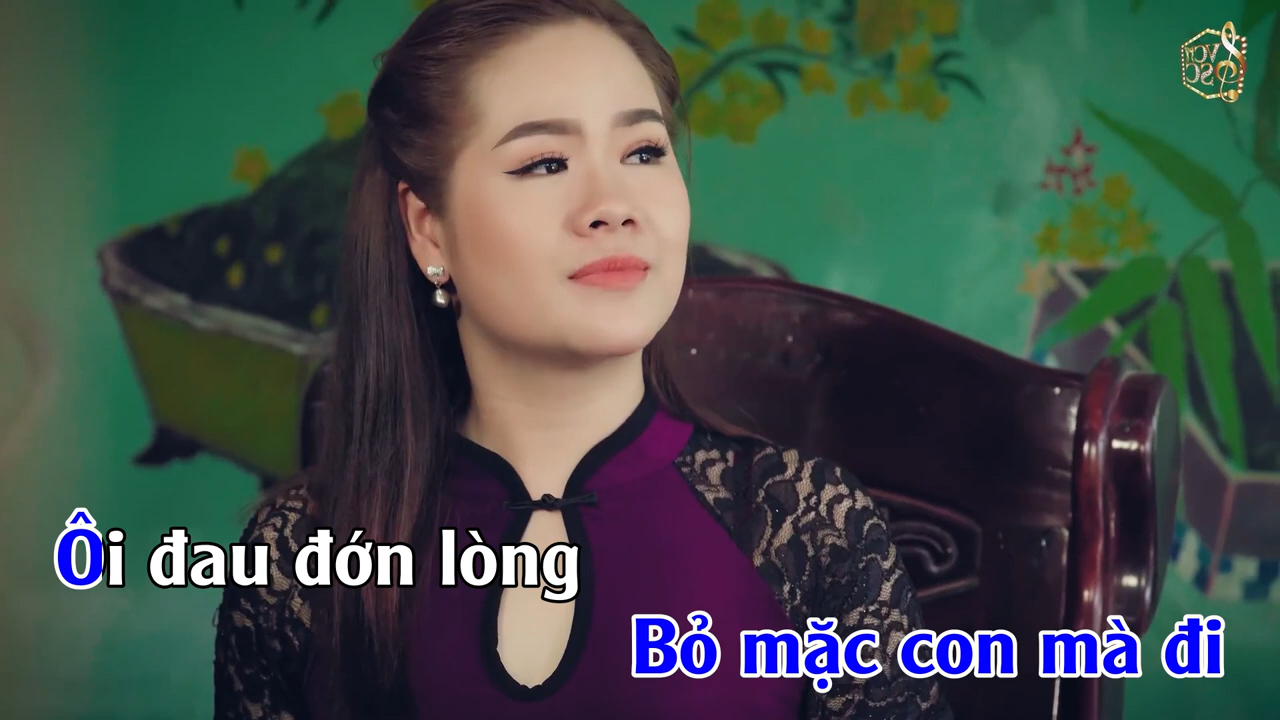 Ôi đau đớn lòng
Bỏ mặc con mà đi